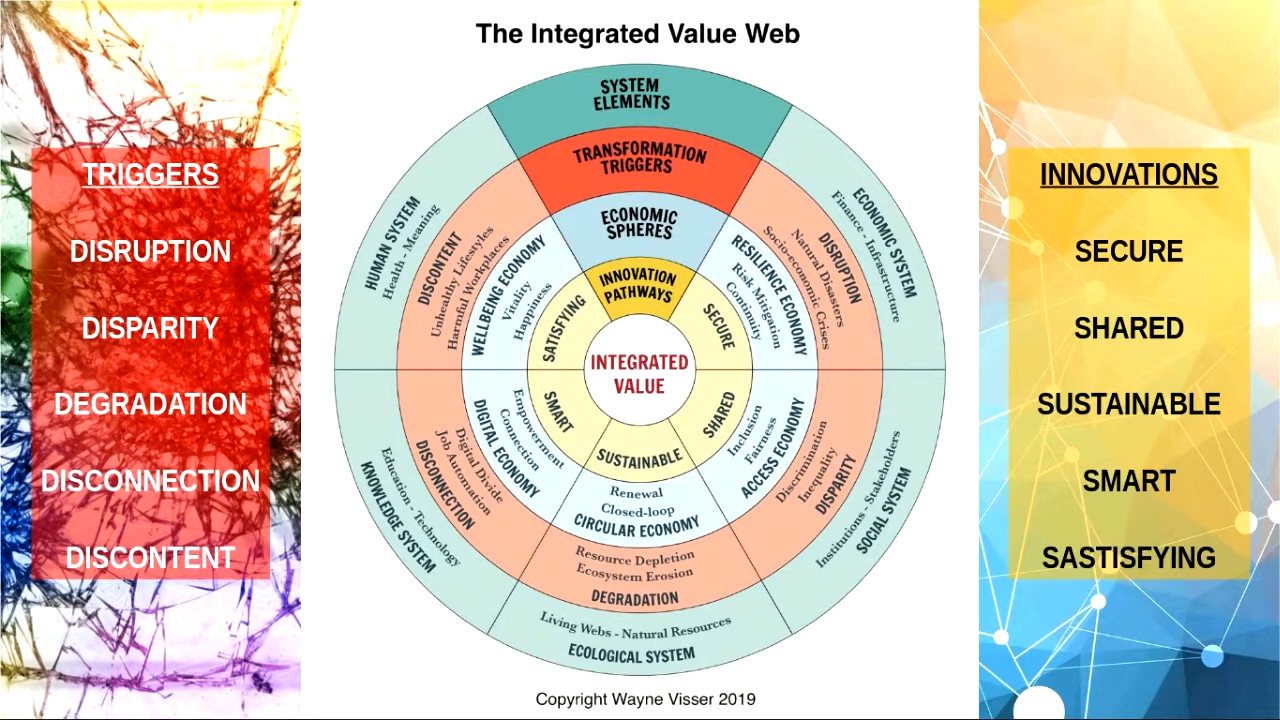 The Integrated Value Web
TRIGGERS
DISRUPTION
DISPARITY
DEGRADATION
DISCONNECTION
DISCONTENT
SYSTEM
ELEMENTS
TRANSFORMATION
TRIGGERS
ECONOMIC
SPHERES
INNOVATION
PATHWAYS
INTEGRATED
VALUE
ECONOMIC SYSTEM
Finance - Infrastructure
DISRUPTION
Natural Disasters
Socio-economic Crises
RESILIENCE ECONOMY
Risk Mitigation
Continuity
SECURE
SHARED
Inclusion
Fairness
ACCESS ECONOMY
Discrimination
Inequality
DISPARITY
Institutions - Stakeholders
SOCIAL SYSTEM
SUSTAINABLE
Renewal
Closed-loop
CIRCULAR ECONOMY
Resource Depletion
Ecosystem Erosion
DEGRADATION
Living Webs - Natural Resources
ECOLOGICAL SYSTEM
SMART
Empowerment
Connection
DIGITAL ECONOMY
Digital Divide
Job Automation
DISCONNECTION
Education - Technology
KNOWLEDGE SYSTEM
HUMAN SYSTEM
Health - Meaning
DISCONTENT
Unhealthy Lifestyles
Harmful Workplaces
WELLBEING ECONOMY
Vitality
Happiness
SATISFYING
INNOVATIONS
SECURE
SHARED
SUSTAINABLE
SMART
SASTISFYING
Copyright Wayne Visser 2019